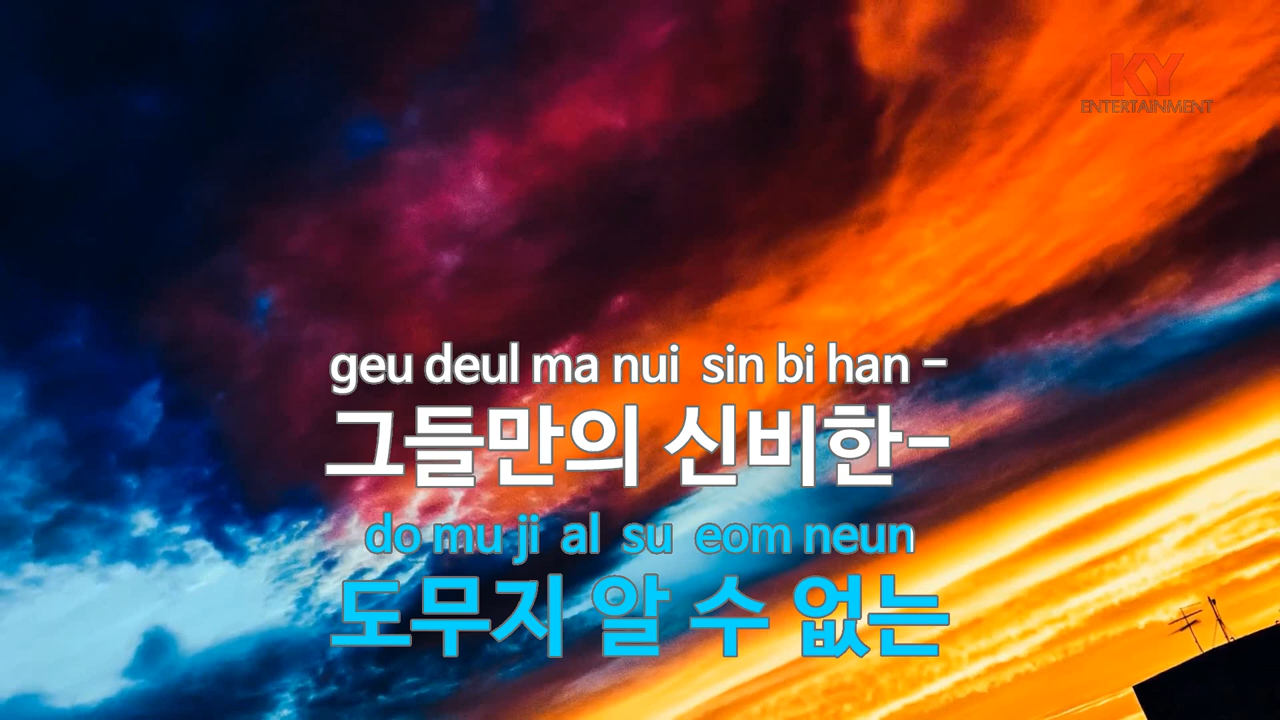 KY
ENTERTAINMENT
geu deul ma nui sin bi han -
그들만의 신비한-
do mu ji al su eom neun
도무지 알 수 없는